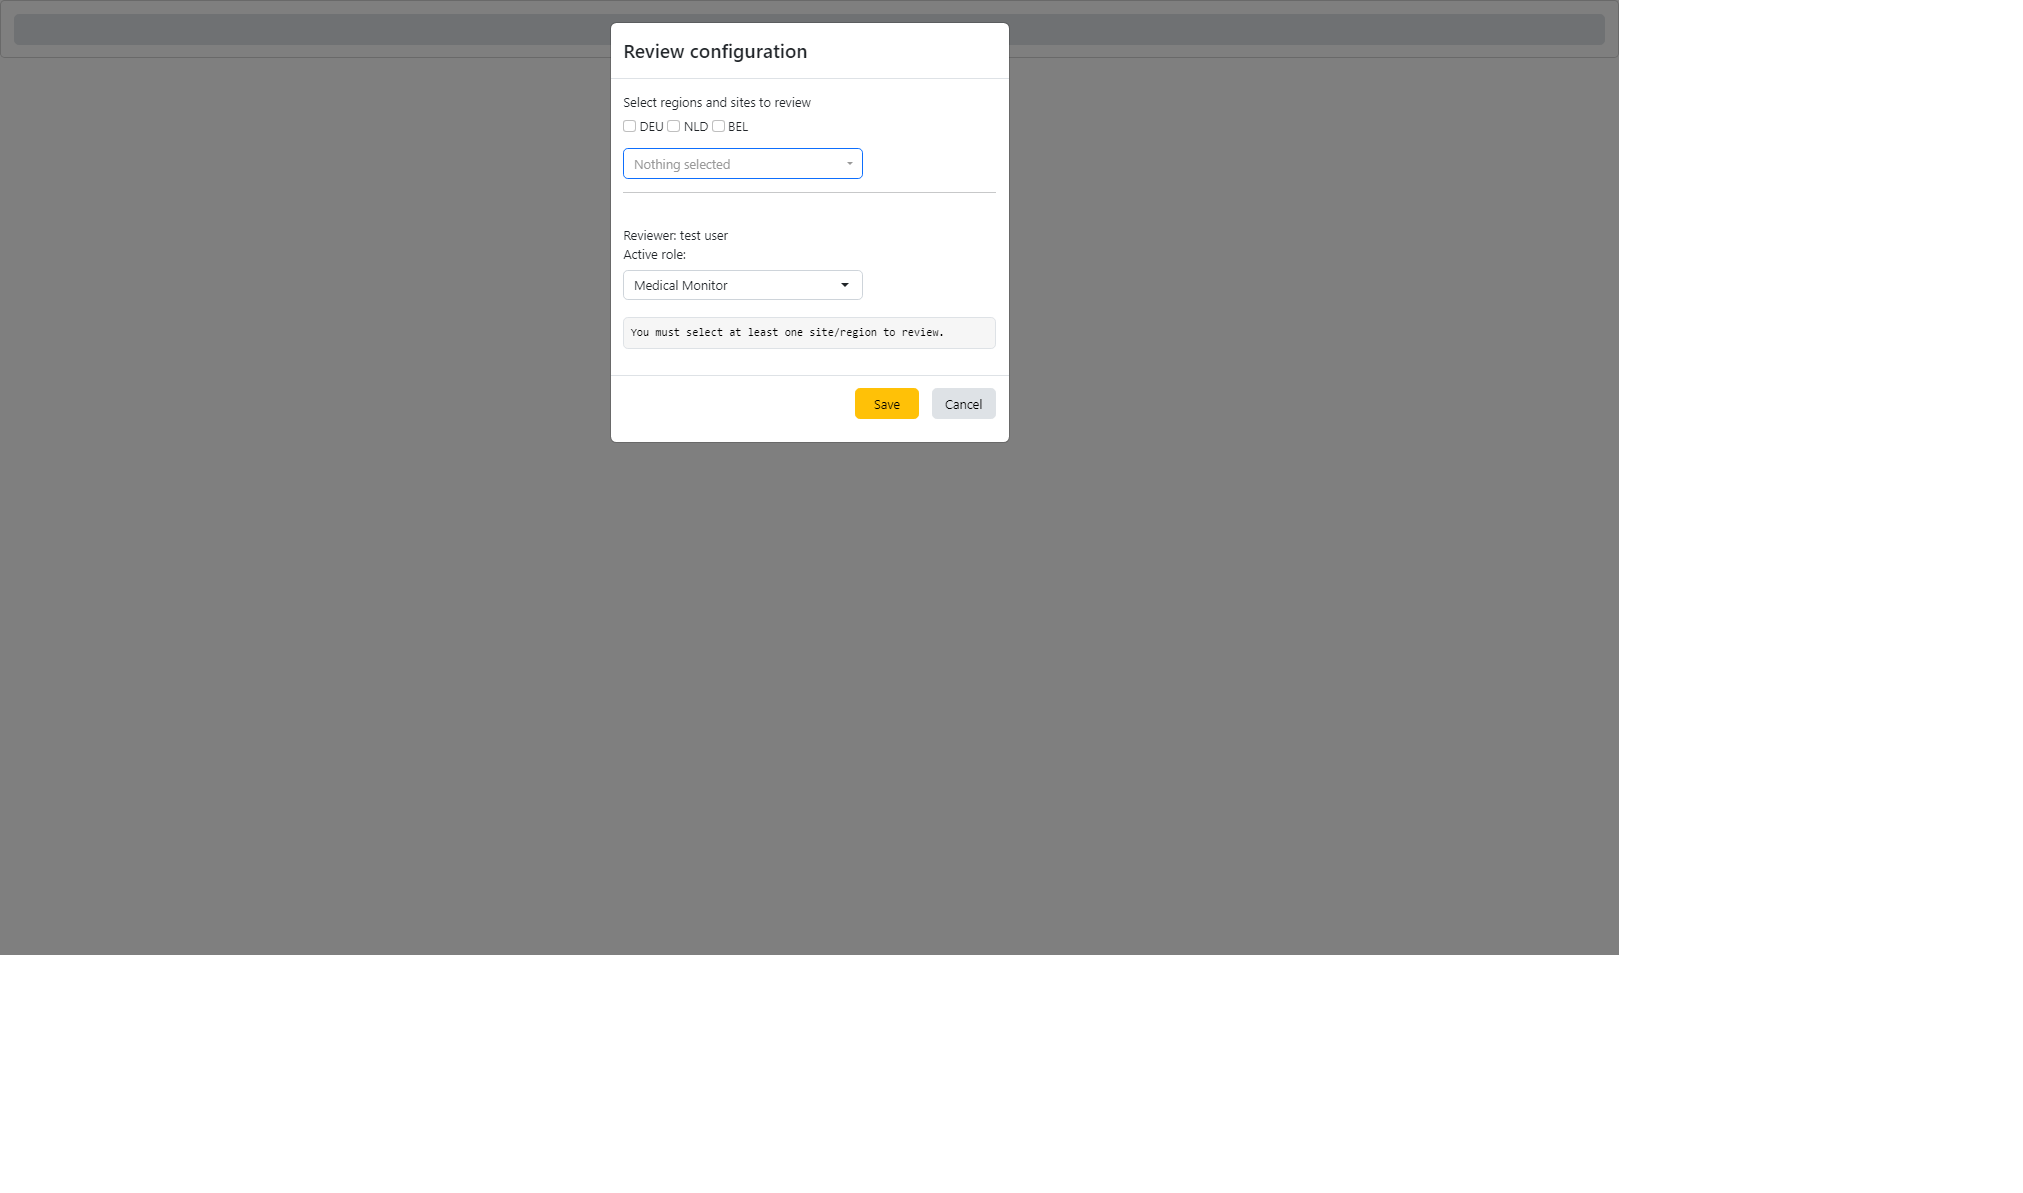 Review configuration
Select regions and sites to review
DEU NLD BEL
Nothing selected
Reviewer: test user
Active role:
Medical Monitor
You must select at least one site/region to review.
Save Cancel